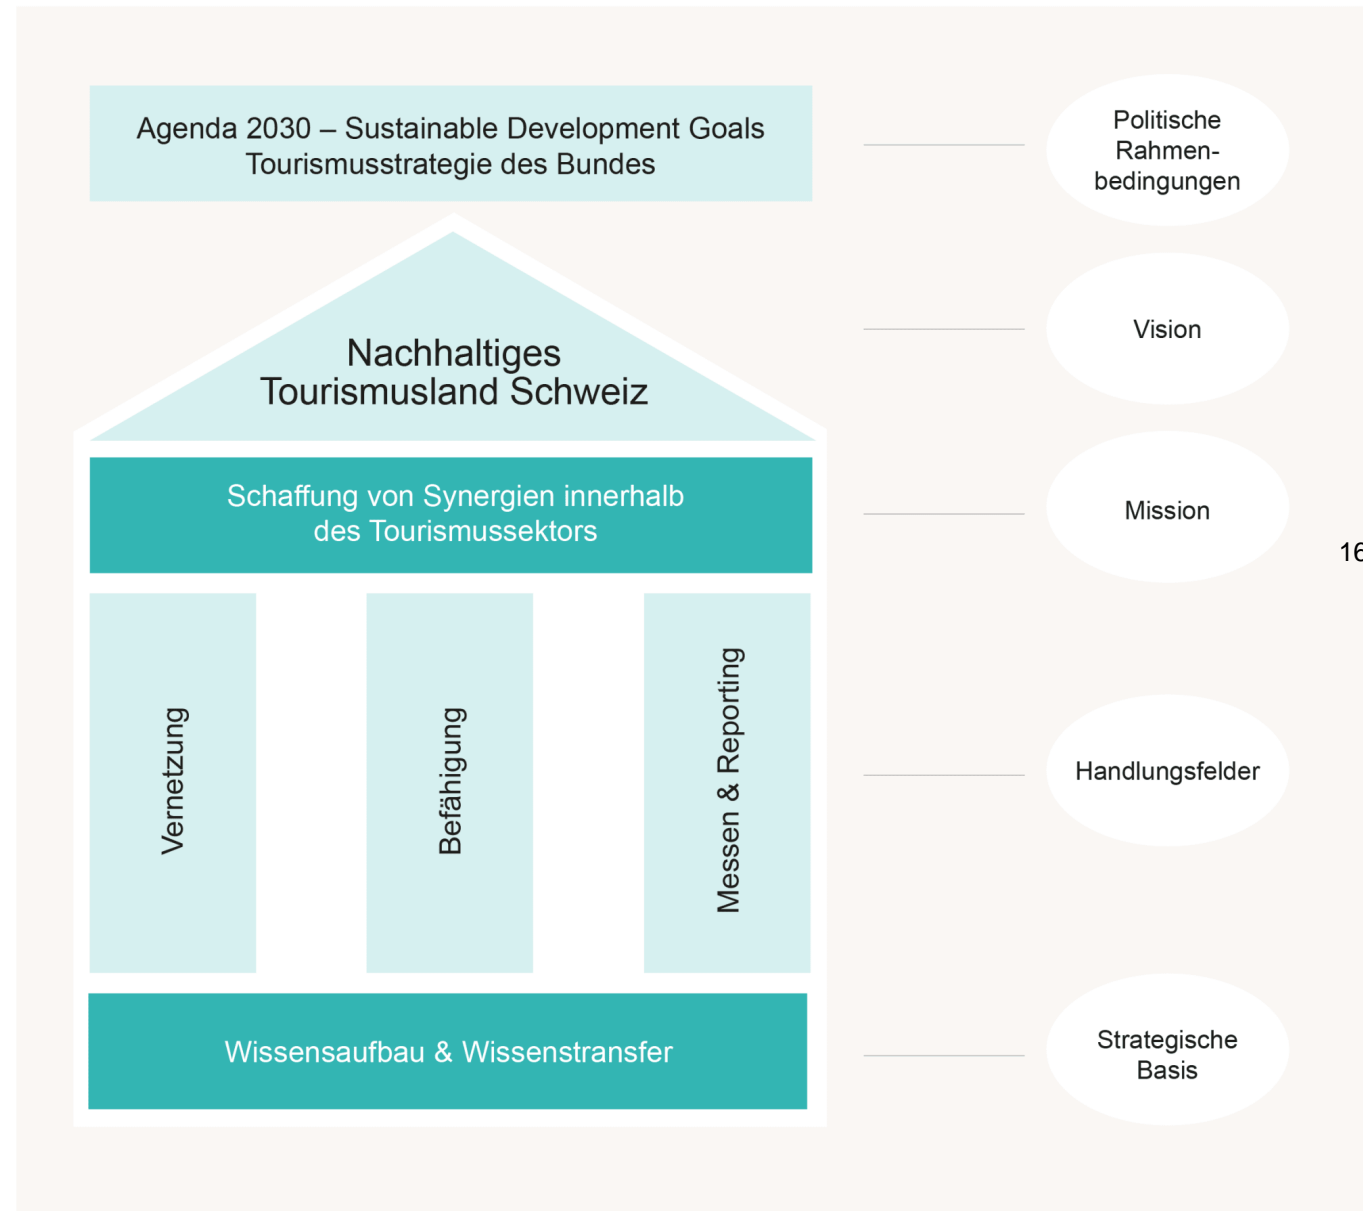 Agenda 2030 – Sustainable Development Goals
Tourismusstrategie des Bundes
Politische
Rahmen-
bedingungen
Nachhaltiges
Tourismusland Schweiz
Vision
Schaffung von Synergien innerhalb
des Tourismussektors
Mission
16
Vernetzung
Befähigung
Messen & Reporting
Handlungsfelder
Wissensaufbau & Wissenstransfer
Strategische
Basis